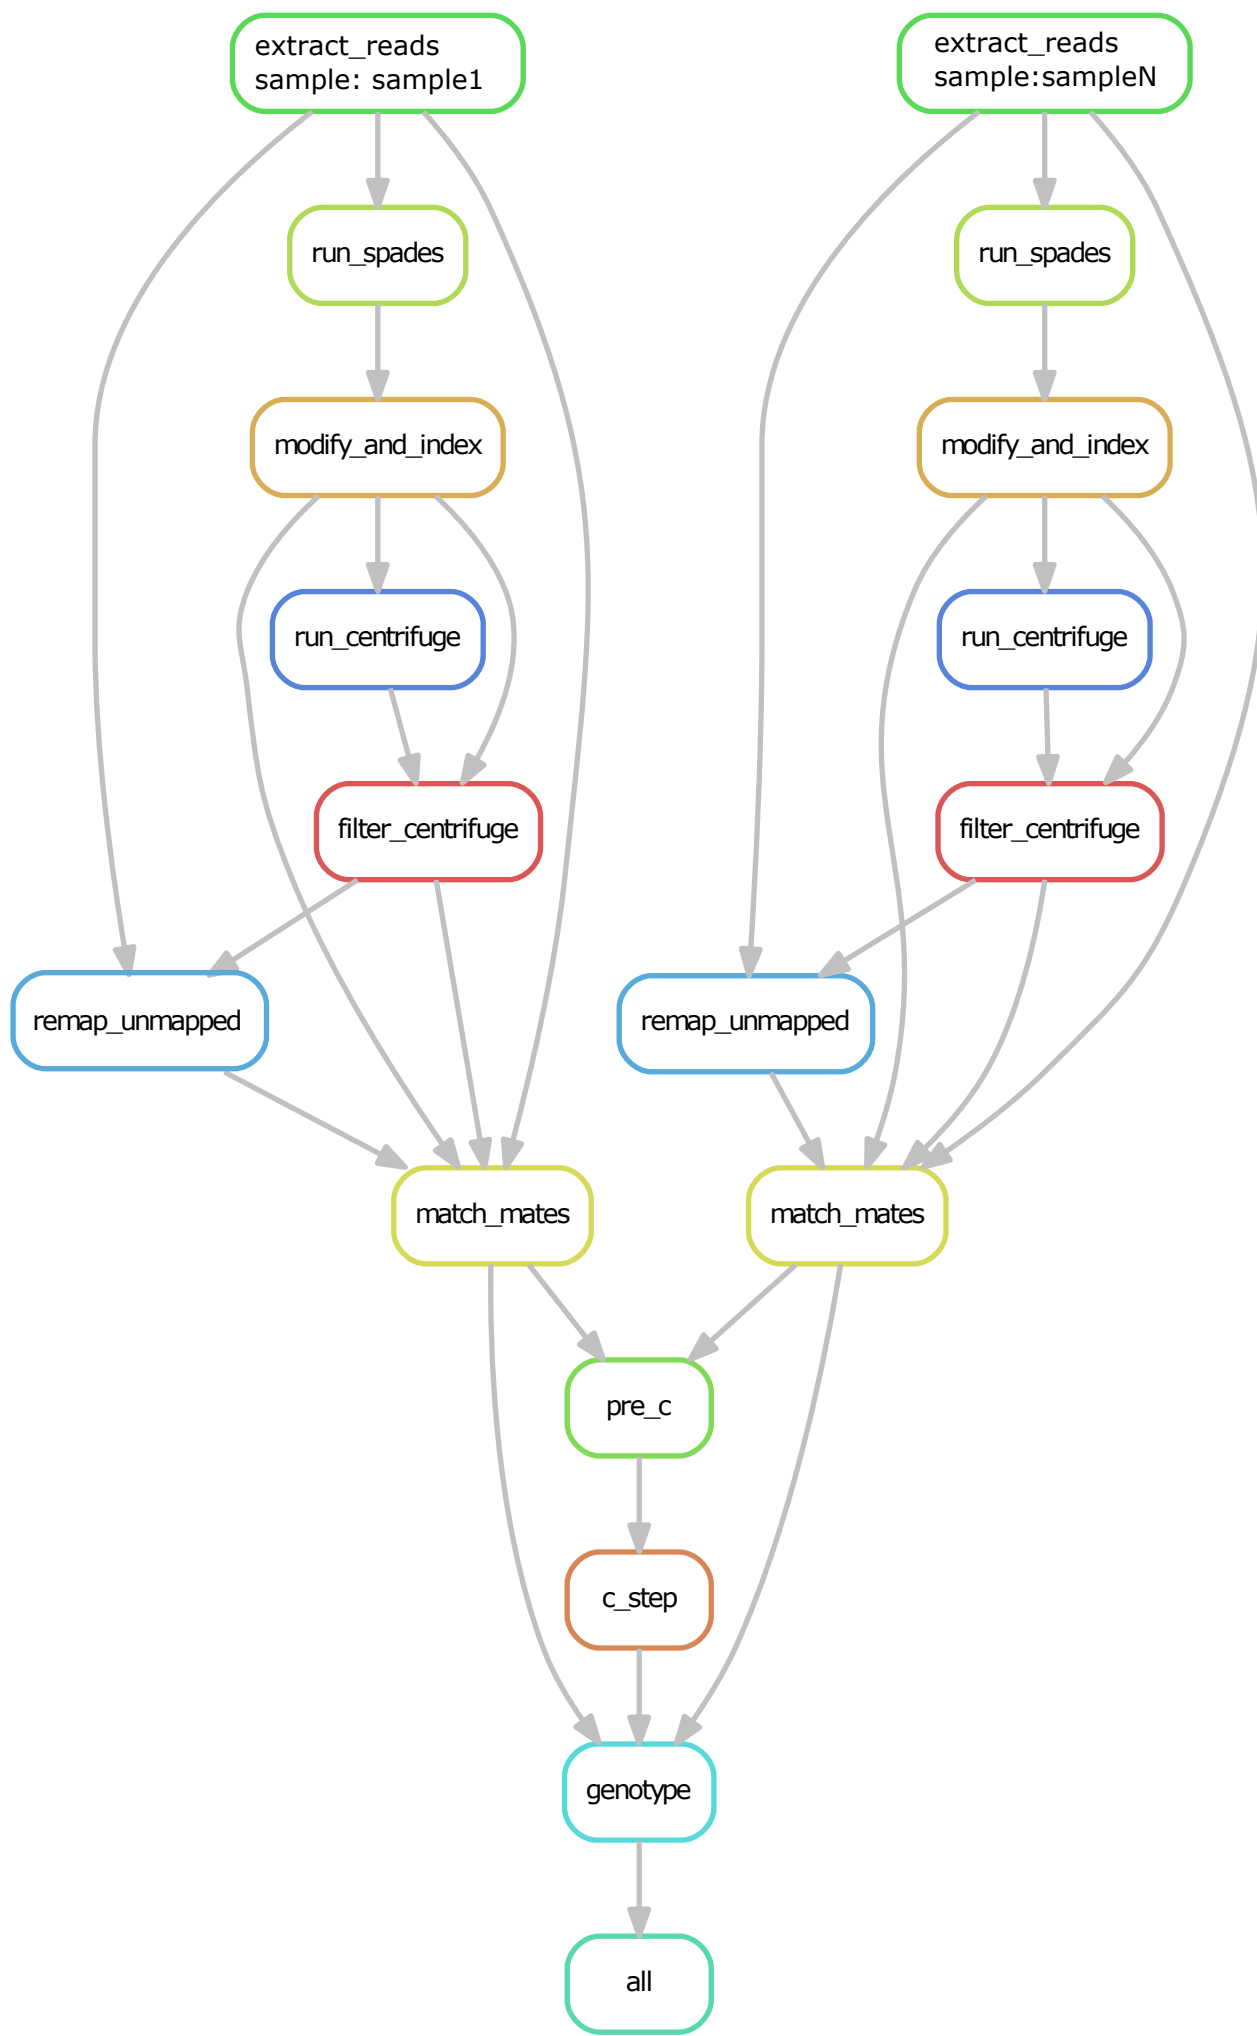 extract_reads
sample: sample1
extract_reads
sample:sampleN
run_spades
run_spades
modify_and_index
modify_and_index
run_centrifuge
run_centrifuge
filter_centrifuge
filter_centrifuge
remap_unmapped
remap_unmapped
match_mates
match_mates
pre_c
c_step
genotype
all